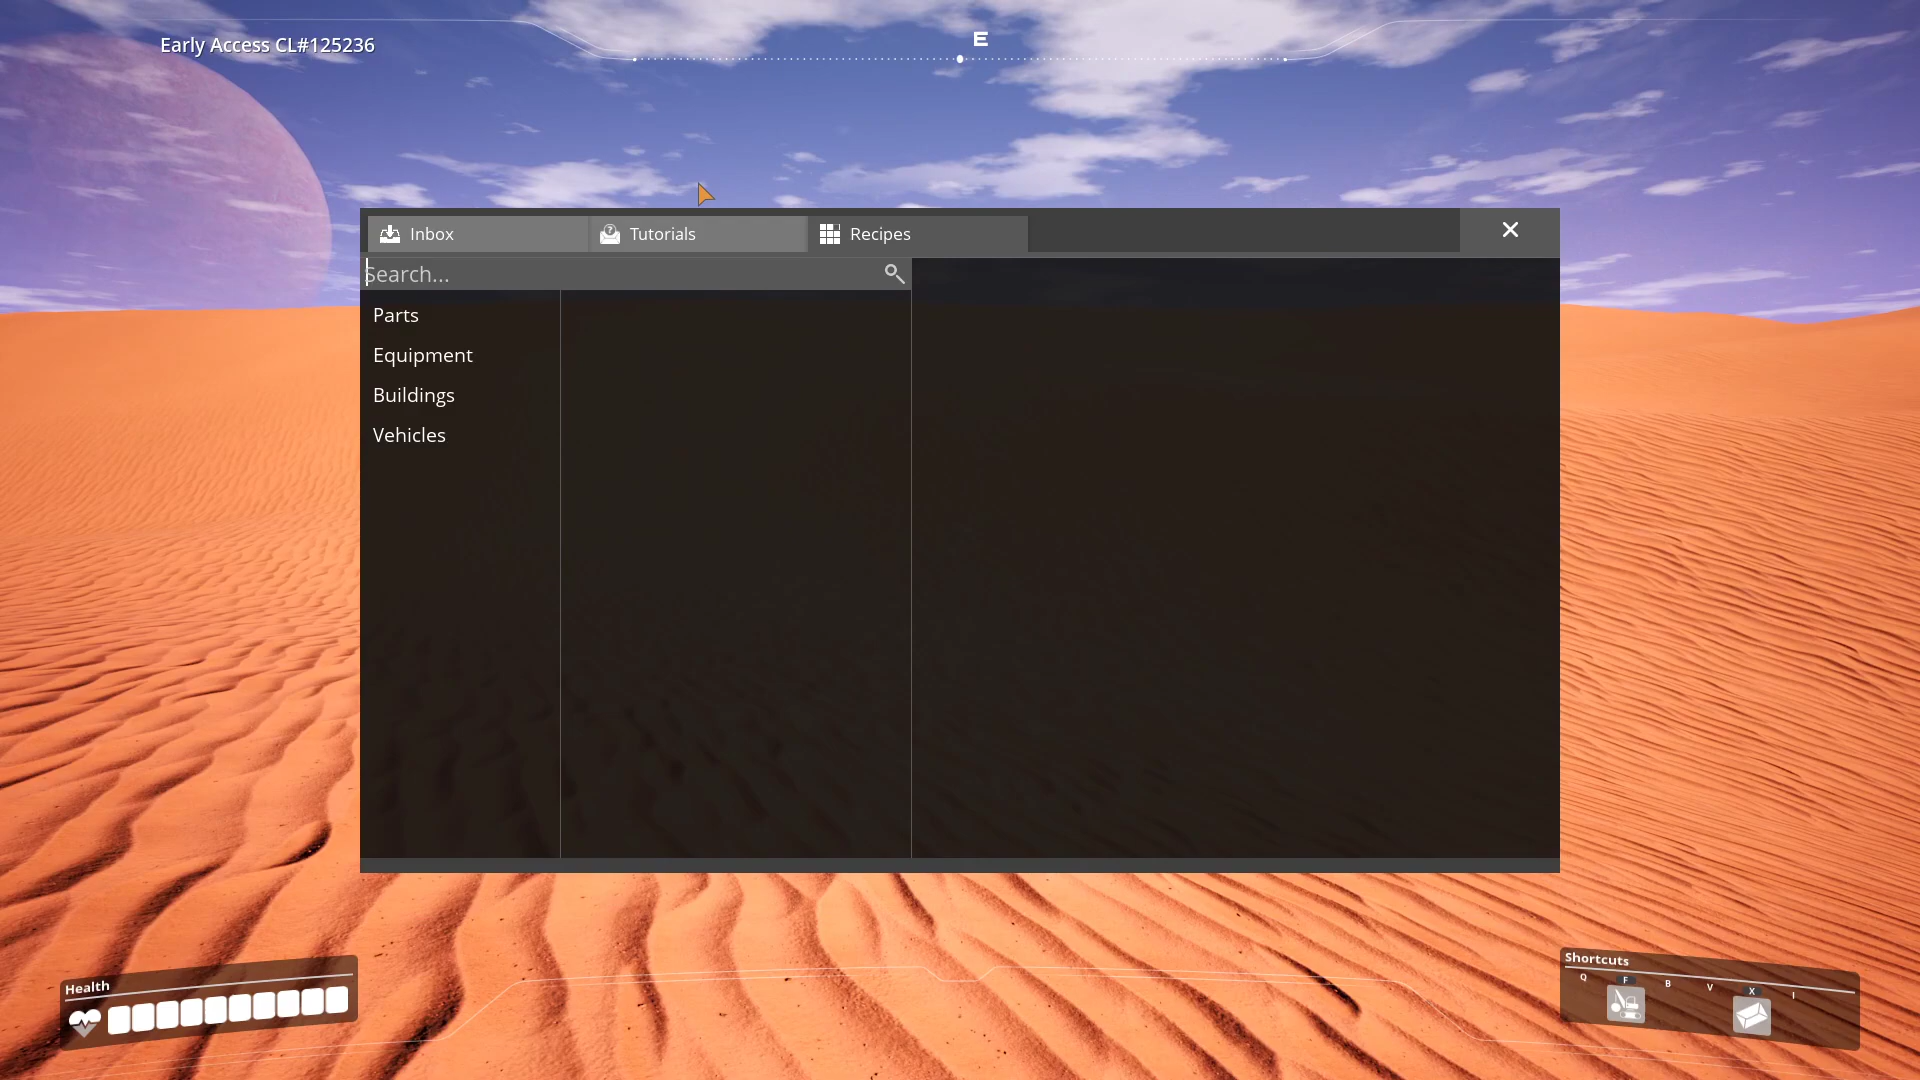 Early Access CL#125236
E
Inbox
Tutorials
Recipes
Search...
Parts
Equipment
Buildings
Vehicles
Health
Shortcuts
Q F B V X I